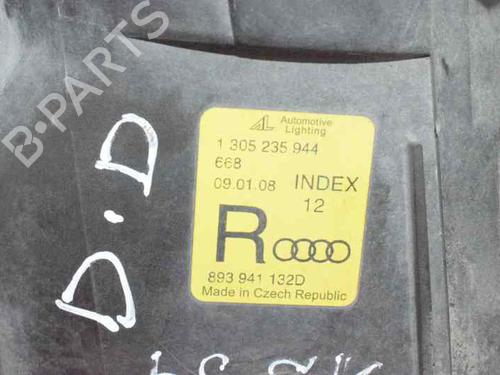 B-PARTS
Automotive
Lighting
1 305 235 944
668
09.01.08 INDEX
12
R
893 941 132D
Made in Czech Republic
D.D